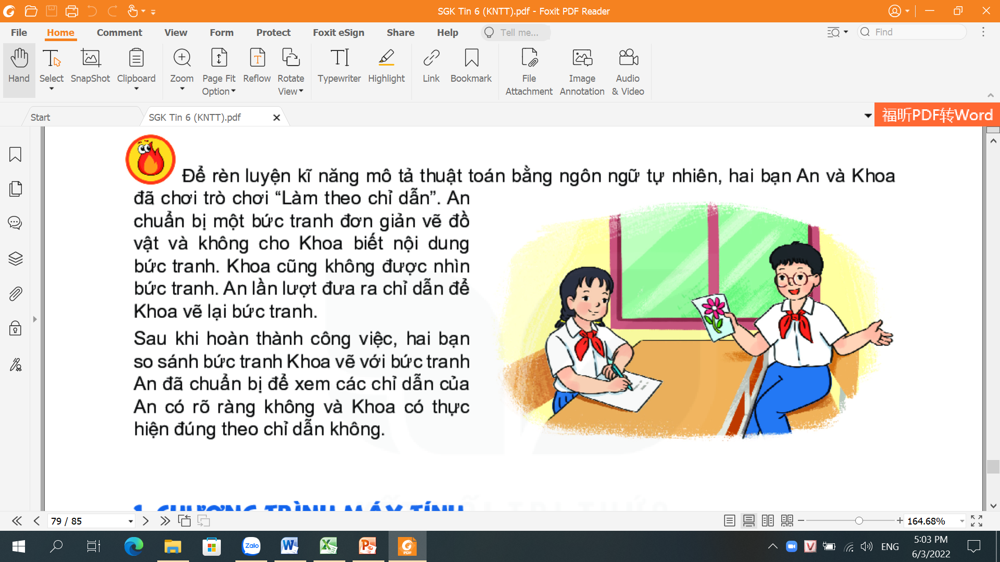 SGK Tin 6 (KNTT).pdf - Foxit PDF Reader
File Home Comment View Form Protect Foxit eSign Share Help Tell me... Find
Hand Select SnapShot Clipboard Zoom Page Fit Option Reflow Rotate View Typewriter Highlight Link Bookmark File Attachment Image Annotation Audio & Video
Start SGK Tin 6 (KNTT).pdf 福昕PDF转Word
Để rèn luyện kĩ năng mô tả thuật toán bằng ngôn ngữ tự nhiên, hai bạn An và Khoa
đã chơi trò chơi “Làm theo chỉ dẫn”. An
chuẩn bị một bức tranh đơn giản vẽ đồ
vật và không cho Khoa biết nội dung
bức tranh. Khoa cũng không được nhìn
bức tranh. An lần lượt đưa ra chỉ dẫn để
Khoa vẽ lại bức tranh.
Sau khi hoàn thành công việc, hai bạn
so sánh bức tranh Khoa vẽ với bức tranh
An đã chuẩn bị để xem các chỉ dẫn của
An có rõ ràng không và Khoa có thực
hiện đúng theo chỉ dẫn không.
1. CHƯƠNG TRÌNH MÁY TÍNH
79 / 85 164.68%
Zalo
PDF
ENG
5:03 PM
6/3/2022